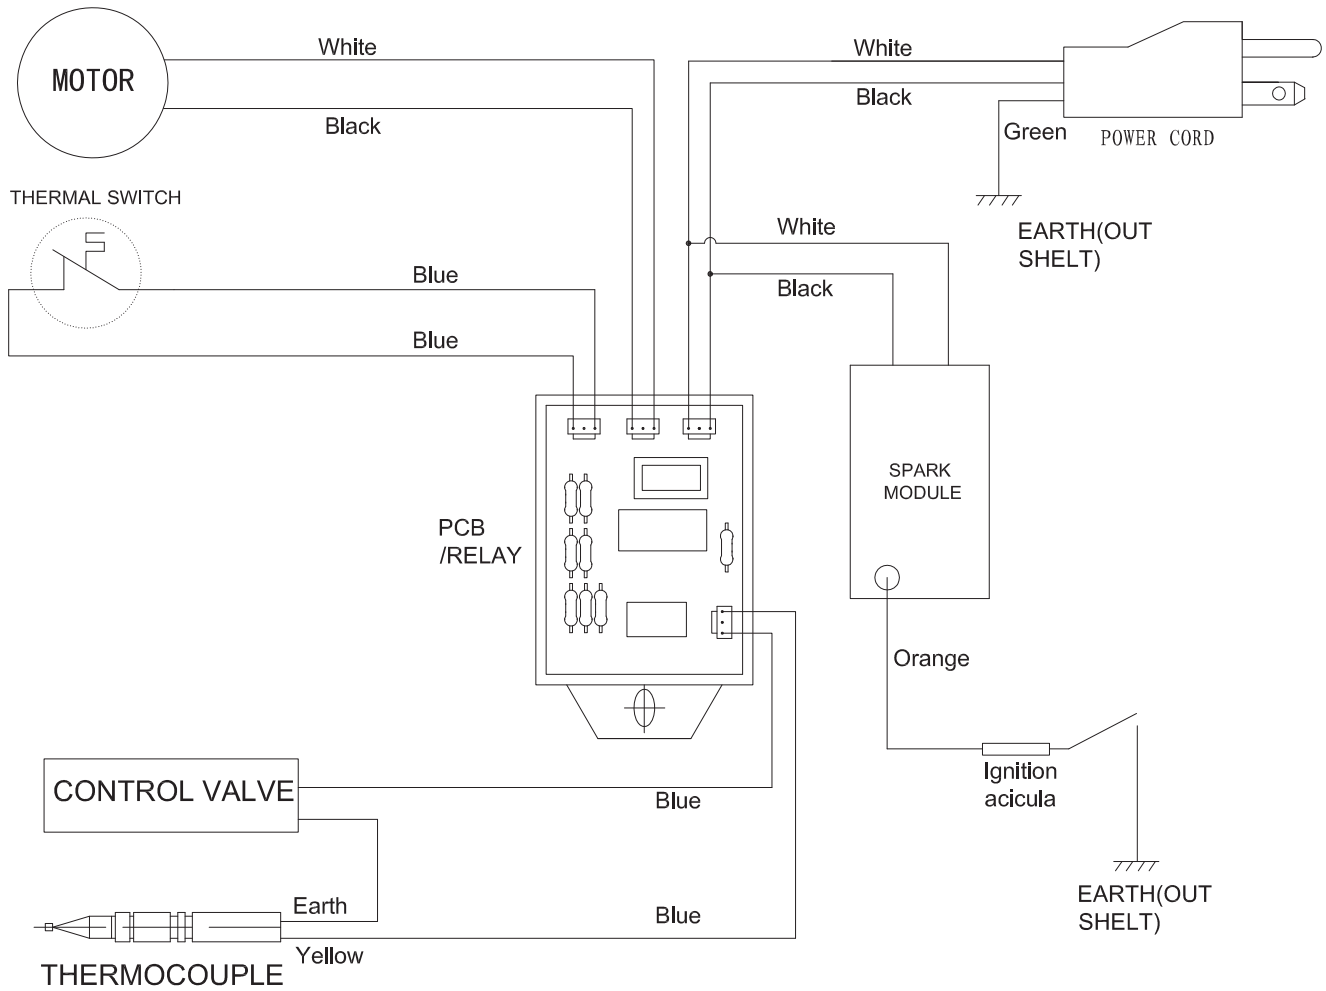 White
White
MOTOR
Black
Black
Green
POWER CORD
THERMAL SWITCH
White
EARTH(OUT
SHELT)
Blue
Black
Blue
SPARK
MODULE
PCB
/RELAY
Orange
Ignition
acicula
CONTROL VALVE
Blue
EARTH(OUT
SHELT)
Earth
Blue
Yellow
THERMOCOUPLE